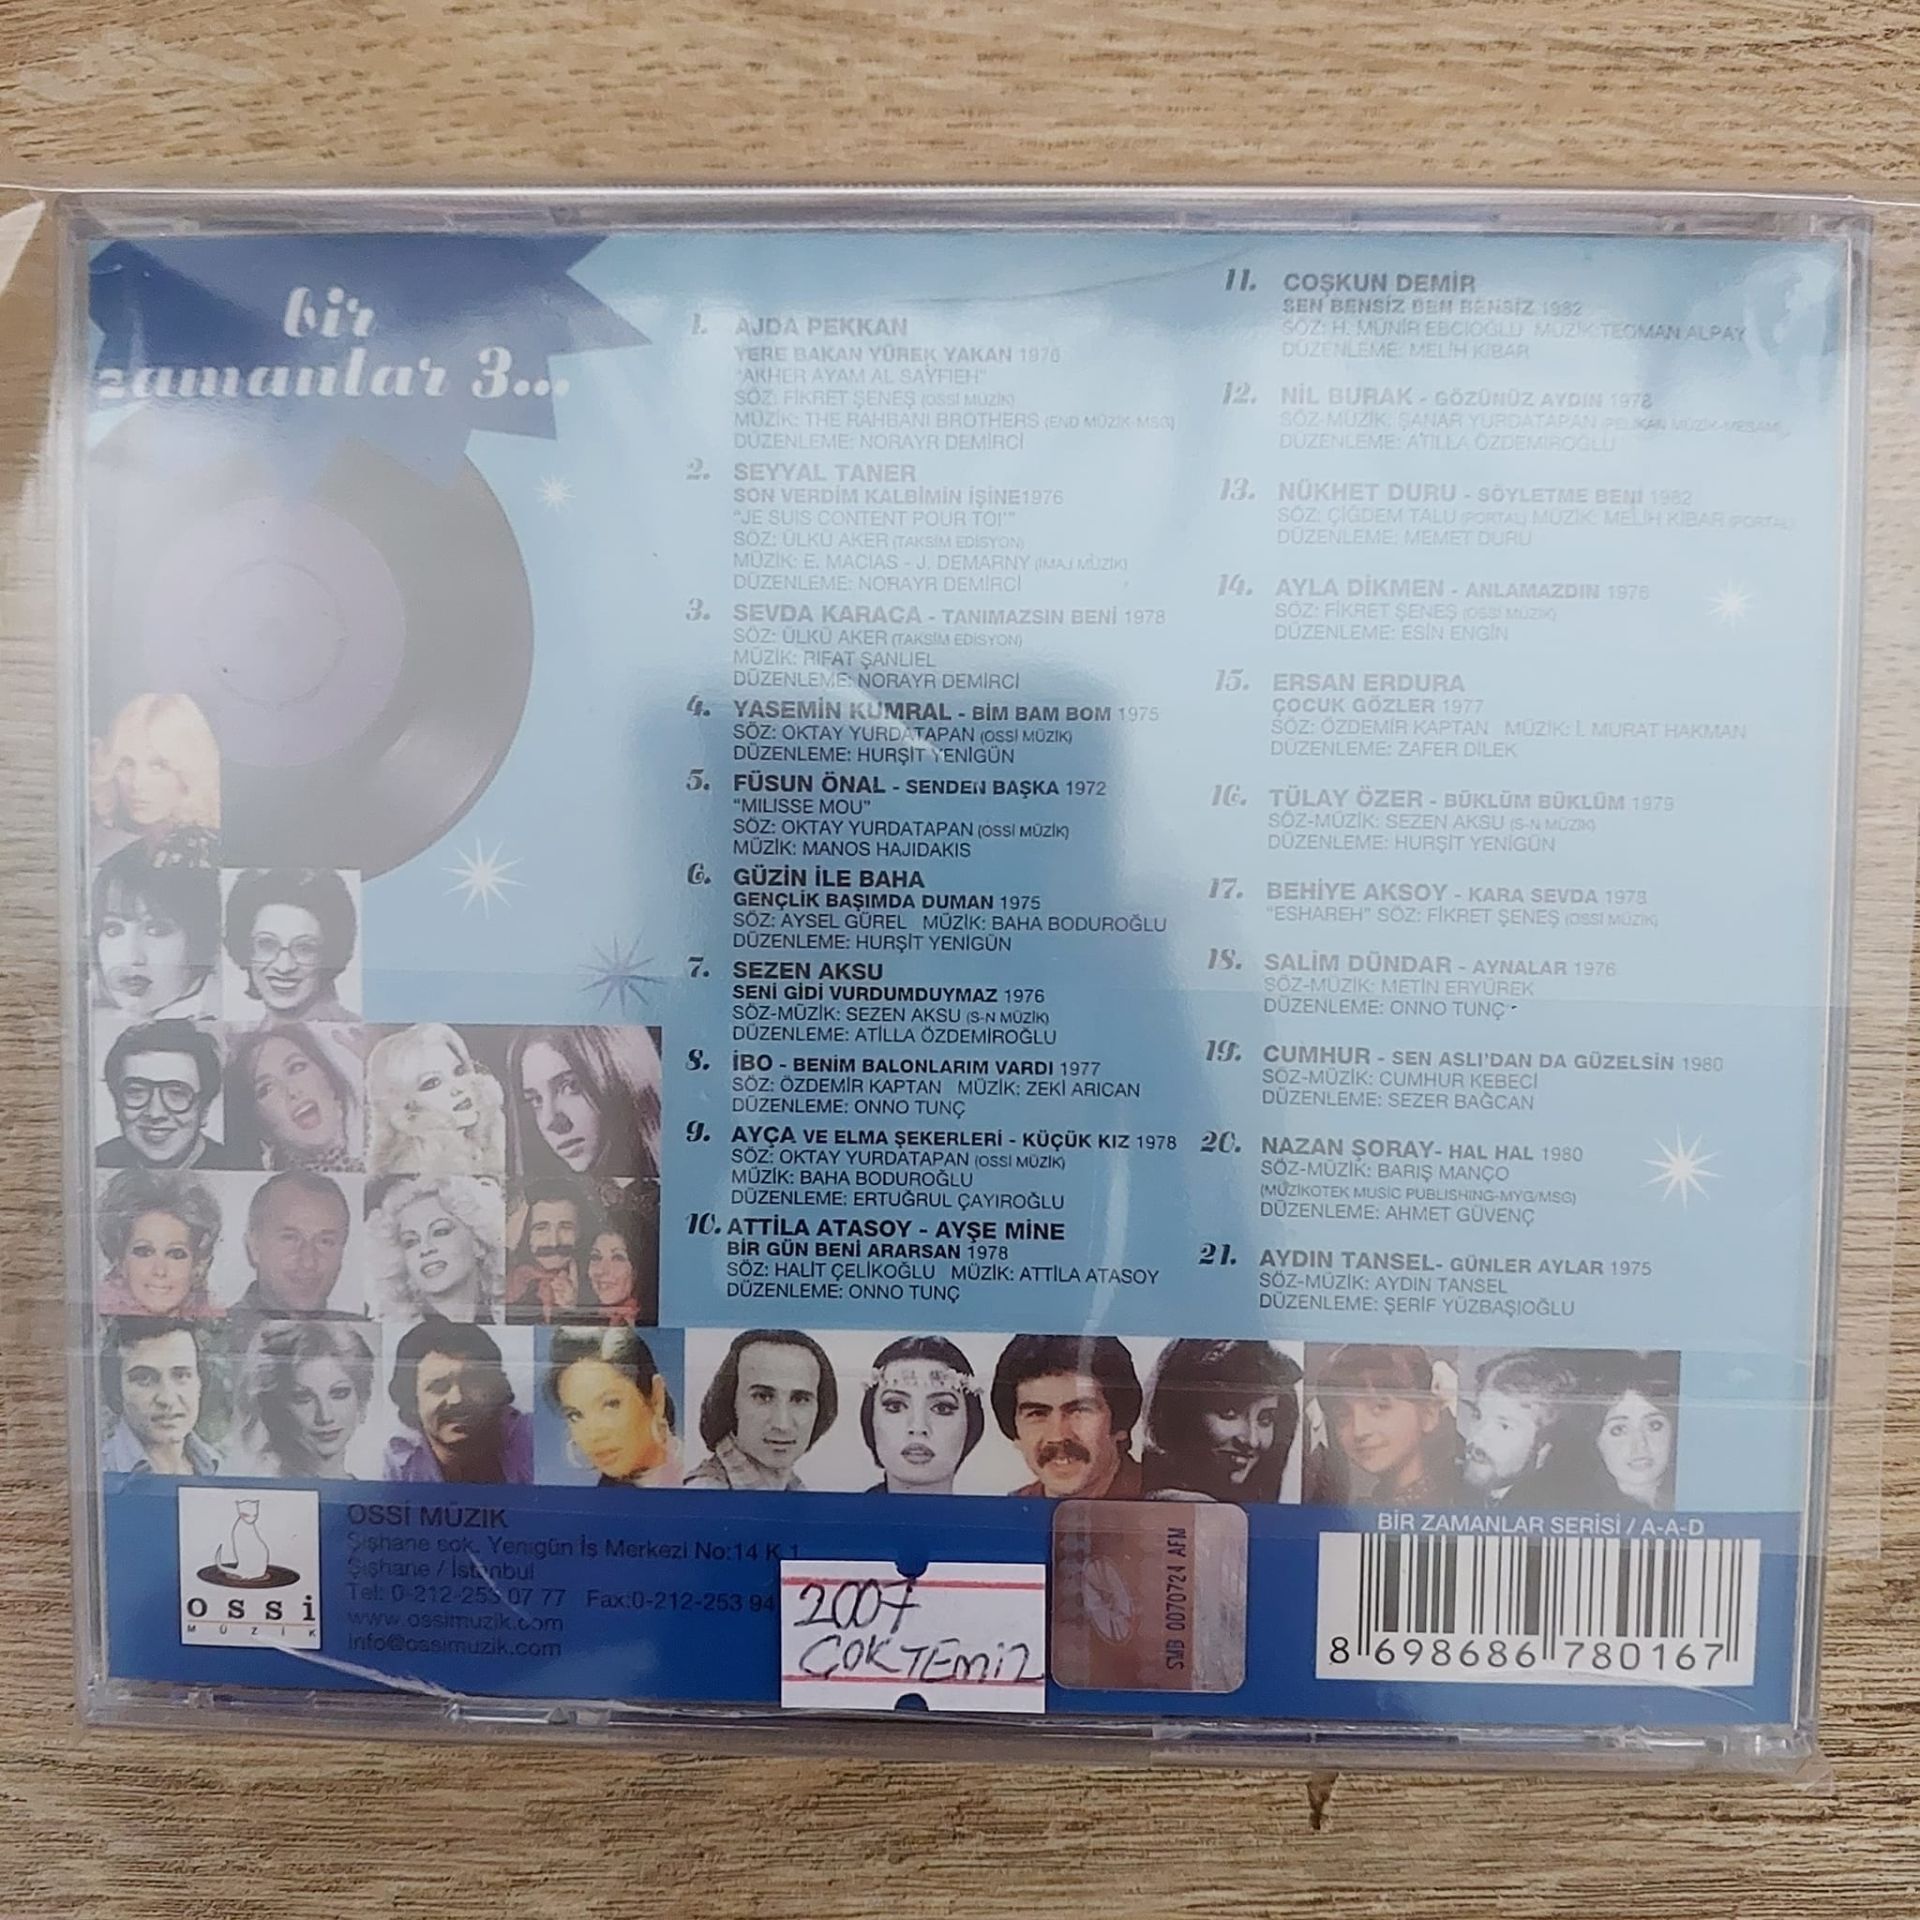 bir
zamanlar 3...
1. AJDA PEKKAN
YERE BAKAN YÜREK YAKAN 1976
"AKHER AYAM AL SAYFIEH"
SÖZ: FİKRET ŞENEŞ (OSSİ MÜZİK)
MÜZİK: THE RAHBANI BROTHERS (END MÜZİK-MSG)
DÜZENLEME: NORAYR DEMİRCİ
2. SEYYAL TANER
SON VERDİM KALBİMİN İŞİNE1976
"JE SUIS CONTENT POUR TOI'"
SÖZ: ÜLKÜ AKER (TAKSİM EDİSYON)
MÜZİK: E. MACIAS - J. DEMARNY (İMAJ MÜZİK)
DÜZENLEME: NORAYR DEMİRCİ
3. SEVDA KARACA - TANIMAZSIN BENİ 1978
SÖZ: ÜLKÜ AKER (TAKSİM EDİSYON)
MÜZİK: RIFAT ŞANLIEL
DÜZENLEME: NORAYR DEMİRCİ
4. YASEMİN KUMRAL - BİM BAM BOM 1975
SÖZ: OKTAY YURDATAPAN (OSSİ MÜZİK)
DÜZENLEME: HURŞİT YENİGÜN
5. FÜSUN ÖNAL - SENDEN BAŞKA 1972
"MILISSE MOU"
SÖZ: OKTAY YURDATAPAN (OSSİ MÜZİK)
MÜZİK: MANOS HAJIDAKIS
6. GÜZİN İLE BAHA
GENÇLİK BAŞIMDA DUMAN 1975
SÖZ: AYSEL GÜREL MÜZİK: BAHA BODUROĞLU
DÜZENLEME: HURŞİT YENİGÜN
7. SEZEN AKSU
SENİ GİDİ VURDUMDUYMAZ 1976
SÖZ-MÜZİK: SEZEN AKSU (S-N MÜZİK)
DÜZENLEME: ATİLLA ÖZDEMİROĞLU
8. İBO - BENİM BALONLARIM VARDI 1977
SÖZ: ÖZDEMİR KAPTAN MÜZİK: ZEKİ ARICAN
DÜZENLEME: ONNO TUNÇ
9. AYÇA VE ELMA ŞEKERLERİ - KÜÇÜK KIZ 1978
SÖZ: OKTAY YURDATAPAN (OSSİ MÜZİK)
MÜZİK: BAHA BODUROĞLU
DÜZENLEME: ERTUĞRUL ÇAYIROĞLU
10. ATTİLA ATASOY - AYŞE MİNE
BİR GÜN BENİ ARARSAN 1978
SÖZ: HALİT ÇELİKOĞLU MÜZİK: ATTİLA ATASOY
DÜZENLEME: ONNO TUNÇ
11. COŞKUN DEMİR
SEN BENSİZ BEN BENSİZ 1982
SÖZ: H. MÜNİR EBCİOĞLU MÜZİK: TEOMAN ALPAY
DÜZENLEME: MELİH KİBAR
12. NİL BURAK - GÖZÜNÜZ AYDIN 1978
SÖZ-MÜZİK: ŞANAR YURDATAPAN (PELİKAN MÜZİK-MESAM)
DÜZENLEME: ATİLLA ÖZDEMİROĞLU
13. NÜKHET DURU - SÖYLETME BENİ 1982
SÖZ: ÇİĞDEM TALU (PORTAL) MÜZİK: MELİH KİBAR (PORTAL)
DÜZENLEME: MEMET DURU
14. AYLA DİKMEN - ANLAMAZDIN 1976
SÖZ: FİKRET ŞENEŞ (OSSİ MÜZİK)
DÜZENLEME: ESİN ENGİN
15. ERSAN ERDURA
ÇOCUK GÖZLER 1977
SÖZ: ÖZDEMİR KAPTAN MÜZİK: İ. MURAT HAKMAN
DÜZENLEME: ZAFER DİLEK
16. TÜLAY ÖZER - BÜKLÜM BÜKLÜM 1979
SÖZ-MÜZİK: SEZEN AKSU (S-N MÜZİK)
DÜZENLEME: HURŞİT YENİGÜN
17. BEHİYE AKSOY - KARA SEVDA 1978
"ESHAREH" SÖZ: FİKRET ŞENEŞ (OSSİ MÜZİK)
18. SALİM DÜNDAR - AYNALAR 1976
SÖZ-MÜZİK: METİN ERYÜREK
DÜZENLEME: ONNO TUNÇ
19. CUMHUR - SEN ASLI'DAN DA GÜZELSİN 1980
SÖZ-MÜZİK: CUMHUR KEBECİ
DÜZENLEME: SEZER BAĞCAN
20. NAZAN ŞORAY- HAL HAL 1980
SÖZ-MÜZİK: BARIŞ MANÇO
(MÜZİKOTEK MUSIC PUBLISHING-MYG/MSG)
DÜZENLEME: AHMET GÜVENÇ
21. AYDIN TANSEL- GÜNLER AYLAR 1975
SÖZ-MÜZİK: AYDIN TANSEL
DÜZENLEME: ŞERİF YÜZBAŞIOĞLU
ossi
MÜZİK
OSSİ MÜZİK
Şişhane sok. Yenigün İş Merkezi No:14 K.1
Şişhane / İstanbul
Tel: 0-212-253 07 77 Fax:0-212-253 94
www.ossimuzik.com
info@ossimuzik.com
2007
ÇOK TEMİZ
SMB 0070724 AFM
BİR ZAMANLAR SERİSİ / A-A-D
8 698686 780167